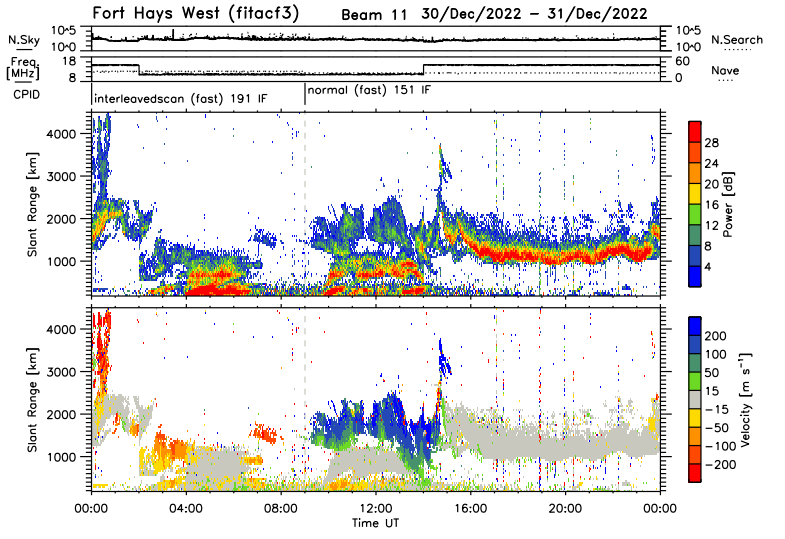 Fort Hays West (fitacf3) Beam 11 30/Dec/2022 - 31/Dec/2022
N.Sky 10^5 10^0 10^5 10^0 N.Search
Freq. [MHz] 18 8 60 0 Nave
CPID interleavedscan (fast) 191 IF normal (fast) 151 IF
Slant Range [km]
4000
3000
2000
1000
Power [dB]
28
24
20
16
12
8
4
Slant Range [km]
4000
3000
2000
1000
Velocity [m s⁻¹]
200
100
50
15
-15
-50
-100
-200
00:00 04:00 08:00 12:00 16:00 20:00 00:00
Time UT